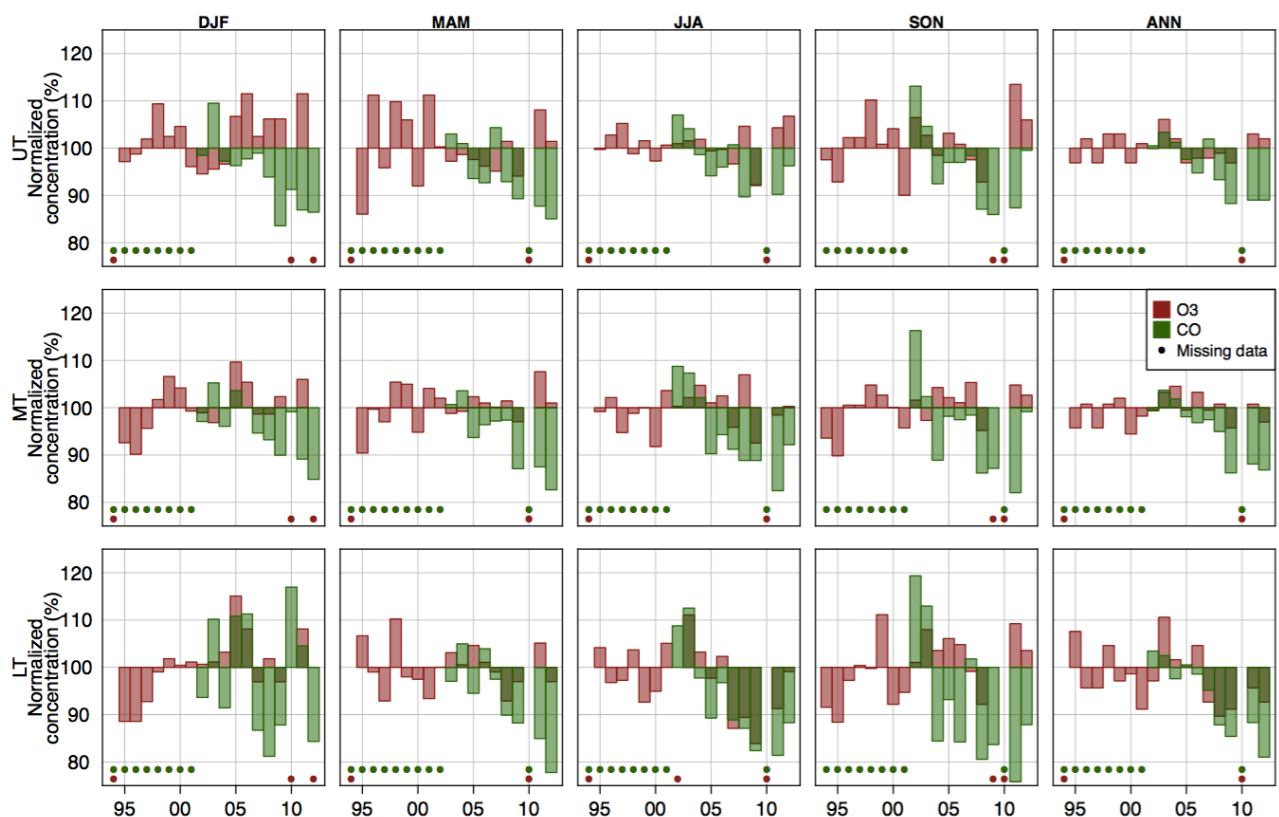 DJF MAM JJA SON ANN
UT
Normalized
concentration (%)
120
110
100
90
80
MT
Normalized
concentration (%)
120
110
100
90
80
O3
CO
Missing data
LT
Normalized
concentration (%)
120
110
100
90
80
95 00 05 10 95 00 05 10 95 00 05 10 95 00 05 10 95 00 05 10